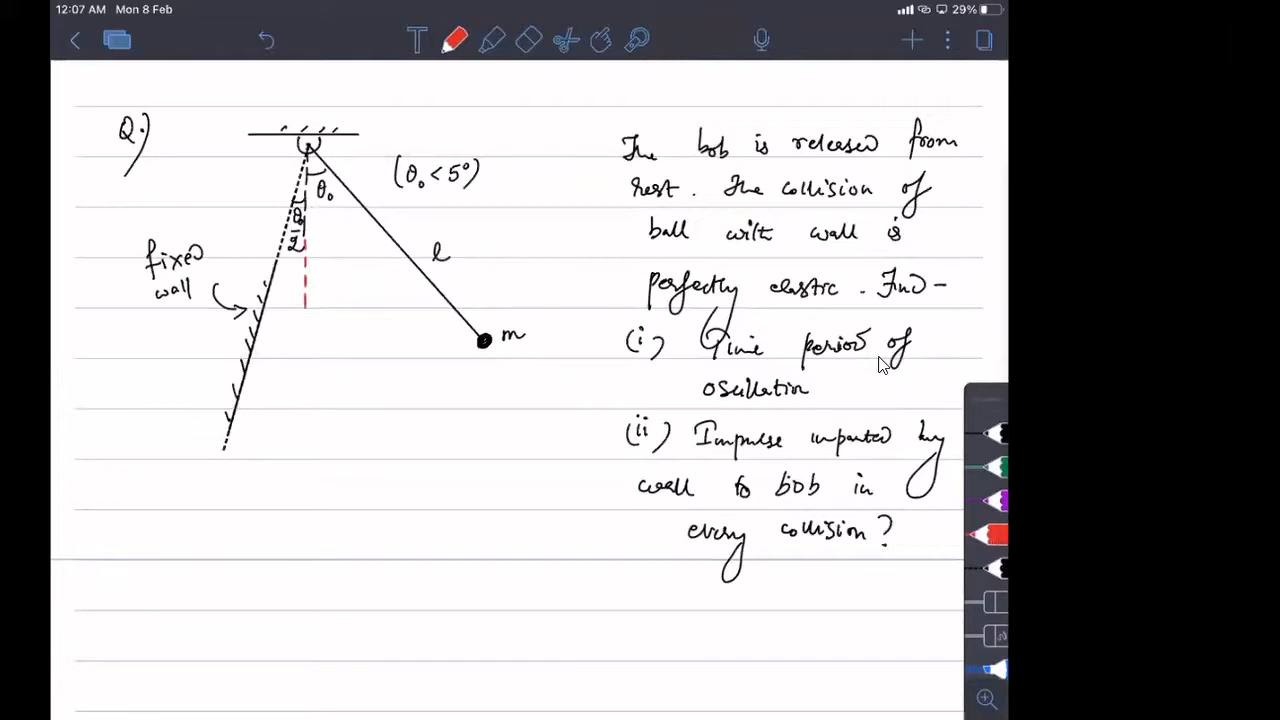 12:07 AM Mon 8 Feb
29%
T
Q.)
(θ₀ < 5°)
θ₀
θ₀/2
l
fixed
wall
m
The bob is released from
rest. The collision of
ball with wall is
perfectly elastic. Find -
(i) Time period of
oscillation
(ii) Impulse imparted by
wall to bob in
every collision?